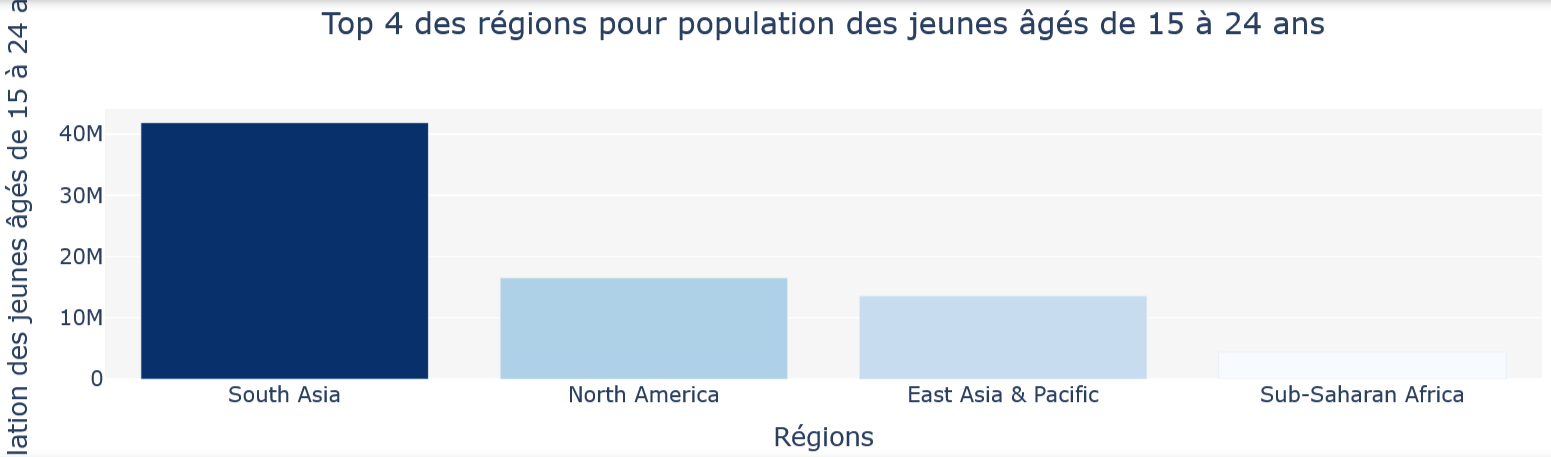 Top 4 des régions pour population des jeunes âgés de 15 à 24 ans
des jeunes âgés de 15 à 24
40M
30M
20M
10M
0
South Asia
North America
East Asia & Pacific
Sub-Saharan Africa
Régions